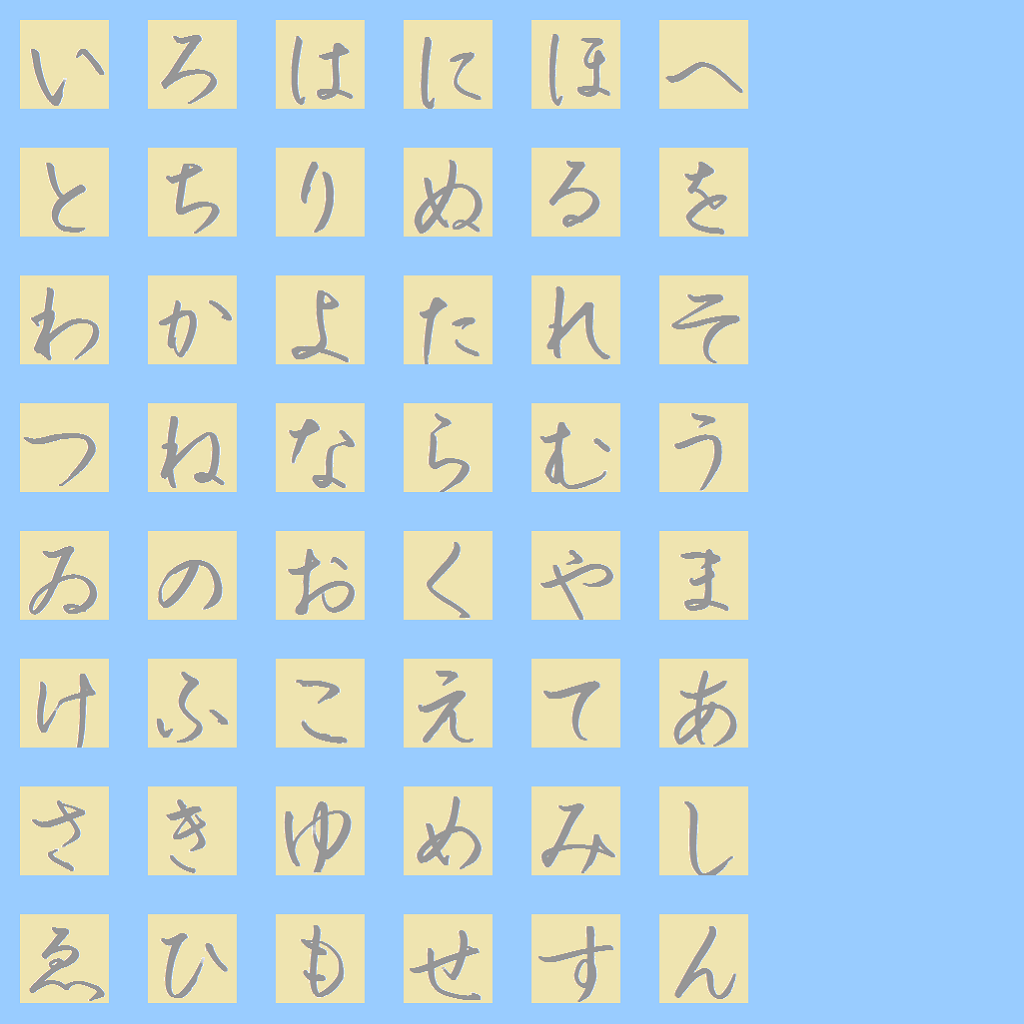 いろはにほへ
とちりぬるを
わかよたれそ
つねならむう
ゐのおくやま
けふこえてあ
さきゆめみし
ゑひもせすん